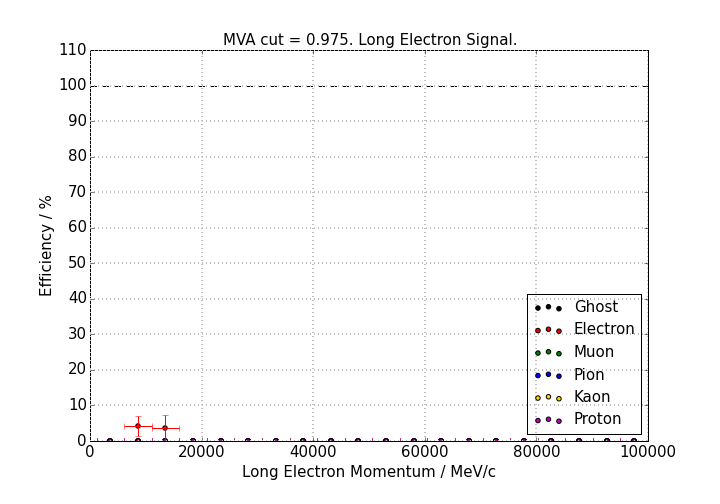 MVA cut = 0.975. Long Electron Signal.
110
100
90
80
70
60
50
40
30
20
10
0
Efficiency / %
Ghost
Electron
Muon
Pion
Kaon
Proton
0 20000 40000 60000 80000 100000
Long Electron Momentum / MeV/c